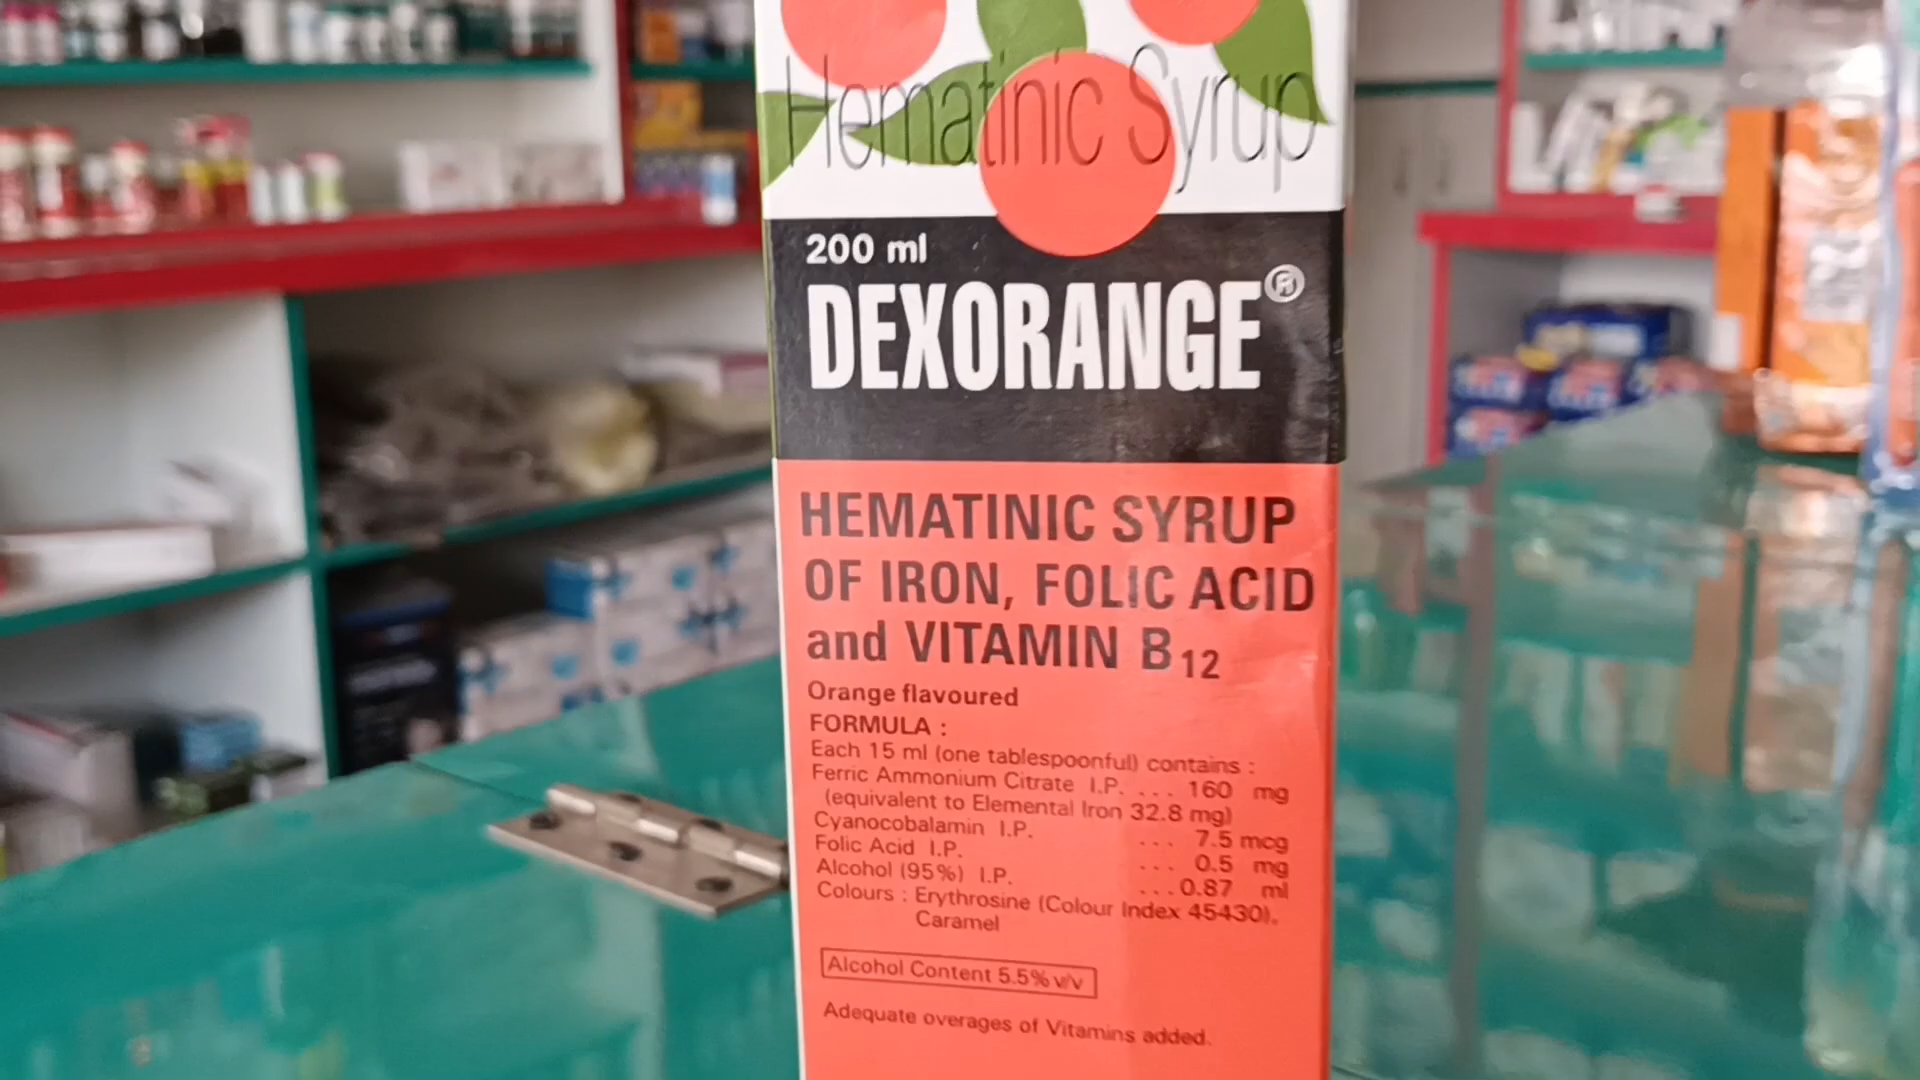 Hematinic Syrup
200 ml
DEXORANGE®
HEMATINIC SYRUP
OF IRON, FOLIC ACID
and VITAMIN B12
Orange flavoured
FORMULA :
Each 15 ml (one tablespoonful) contains :
Ferric Ammonium Citrate I.P. ... 160 mg
(equivalent to Elemental Iron 32.8 mg)
Cyanocobalamin I.P. ... 7.5 mcg
Folic Acid I.P. ... 0.5 mg
Alcohol (95%) I.P. ... 0.87 ml
Colours : Erythrosine (Colour Index 45430),
Caramel
Alcohol Content 5.5% v/v
Adequate overages of Vitamins added.